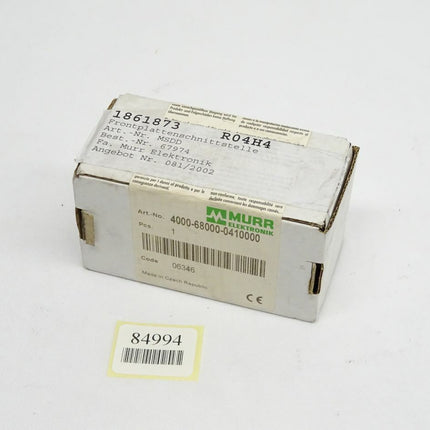 1861873 R04H4
Frontplattenschnittstelle
Art.-Nr. MSDD
Best.-Nr. 67974
Fa. Murr Elektronik
Angebot Nr. 081/2002
MURR
ELEKTRONIK
Art.-No. 4000-68000-0410000
Pcs. 1
Code 06346
Made in Czech Republic
CE
84994